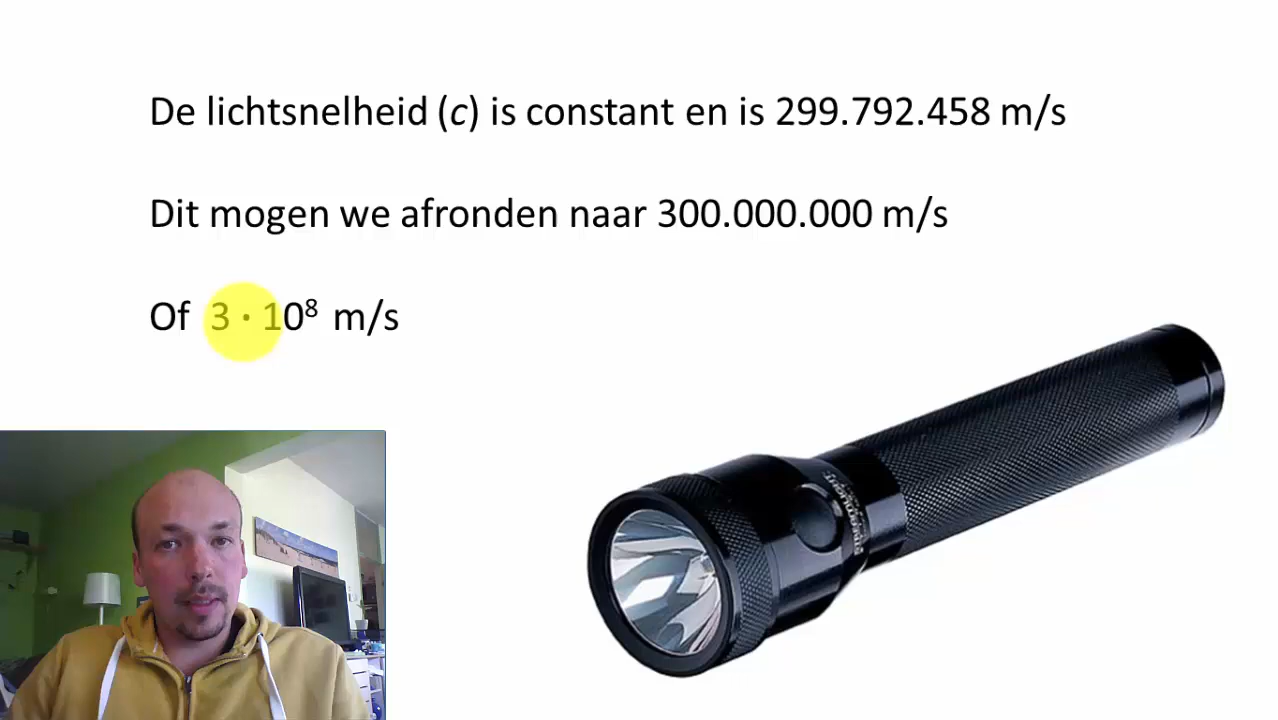 De lichtsnelheid (c) is constant en is 299.792.458 m/s
Dit mogen we afronden naar 300.000.000 m/s
Of 3 · 10⁸ m/s